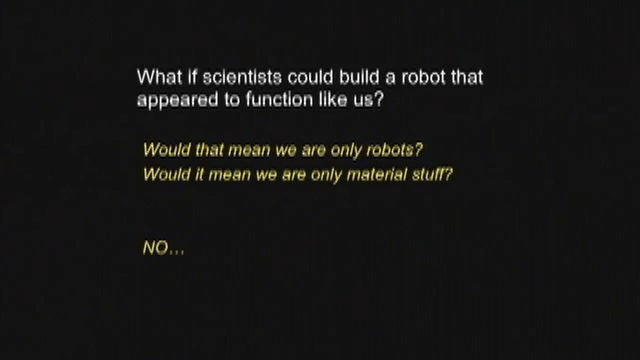 What if scientists could build a robot that
appeared to function like us?
Would that mean we are only robots?
Would it mean we are only material stuff?
NO...